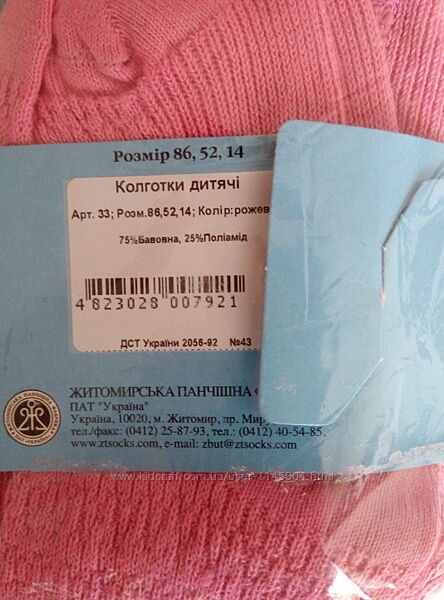 Розмір 86, 52, 14
Колготки дитячі
Арт. 33; Розм.86,52,14; Колір:рожев
75%Бавовна, 25%Поліамід
4 823028 007921
ДСТ України 2056-92 №43
ЖИТОМИРСЬКА ПАНЧІШНА Ф
ПАТ "Україна"
Україна, 10020, м. Житомир, пр. Мир
тел./факс: (0412) 25-87-93, тел.: (0412) 40-54-85,
www.ztsocks.com, e-mail: zbut@ztsocks.com